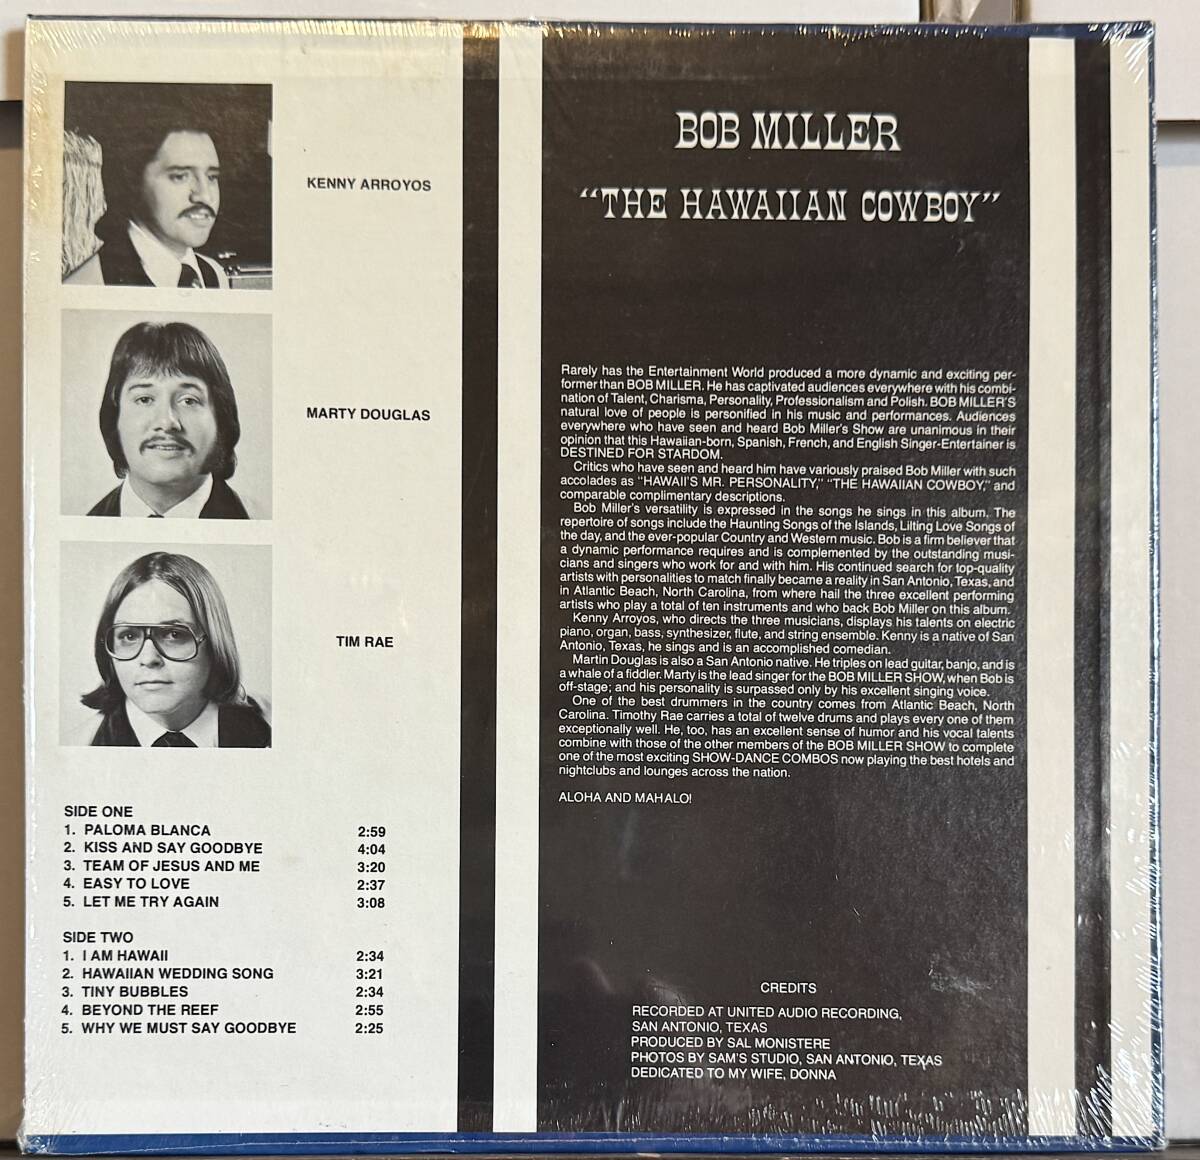 KENNY ARROYOS
MARTY DOUGLAS
TIM RAE
SIDE ONE
1. PALOMA BLANCA 2:59
2. KISS AND SAY GOODBYE 4:04
3. TEAM OF JESUS AND ME 3:20
4. EASY TO LOVE 2:37
5. LET ME TRY AGAIN 3:08
SIDE TWO
1. I AM HAWAII 2:34
2. HAWAIIAN WEDDING SONG 3:21
3. TINY BUBBLES 2:34
4. BEYOND THE REEF 2:55
5. WHY WE MUST SAY GOODBYE 2:25
BOB MILLER
"THE HAWAIIAN COWBOY"
Rarely has the Entertainment World produced a more dynamic and exciting per-
former than BOB MILLER. He has captivated audiences everywhere with his combi-
nation of Talent, Charisma, Personality, Professionalism and Polish. BOB MILLER'S
natural love of people is personified in his music and performances. Audiences
everywhere who have seen and heard Bob Miller's Show are unanimous in their
opinion that this Hawaiian-born, Spanish, French, and English Singer-Entertainer is
DESTINED FOR STARDOM.
Critics who have seen and heard him have variously praised Bob Miller with such
accolades as "HAWAII'S MR. PERSONALITY," "THE HAWAIIAN COWBOY," and
comparable complimentary descriptions.
Bob Miller's versatility is expressed in the songs he sings in this album. The
repertoire of songs include the Haunting Songs of the Islands, Lilting Love Songs of
the day, and the ever-popular Country and Western music. Bob is a firm believer that
a dynamic performance requires and is complemented by the outstanding musi-
cians and singers who work for and with him. His continued search for top-quality
artists with personalities to match finally became a reality in San Antonio, Texas, and
in Atlantic Beach, North Carolina, from where hail the three excellent performing
artists who play a total of ten instruments and who back Bob Miller on this album.
Kenny Arroyos, who directs the three musicians, displays his talents on electric
piano, organ, bass, synthesizer, flute, and string ensemble. Kenny is a native of San
Antonio, Texas, he sings and is an accomplished comedian.
Martin Douglas is also a San Antonio native. He triples on lead guitar, banjo, and is
a whale of a fiddler. Marty is the lead singer for the BOB MILLER SHOW, when Bob is
off-stage; and his personality is surpassed only by his excellent singing voice.
One of the best drummers in the country comes from Atlantic Beach, North
Carolina. Timothy Rae carries a total of twelve drums and plays every one of them
exceptionally well. He, too, has an excellent sense of humor and his vocal talents
combine with those of the other members of the BOB MILLER SHOW to complete
one of the most exciting SHOW-DANCE COMBOS now playing the best hotels and
nightclubs and lounges across the nation.
ALOHA AND MAHALO!
CREDITS
RECORDED AT UNITED AUDIO RECORDING,
SAN ANTONIO, TEXAS
PRODUCED BY SAL MONISTERE
PHOTOS BY SAM'S STUDIO, SAN ANTONIO, TEXAS
DEDICATED TO MY WIFE, DONNA